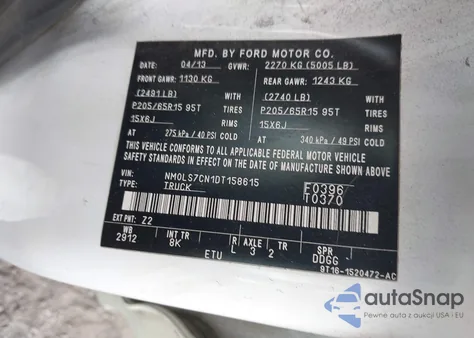 MFD. BY FORD MOTOR CO.
DATE: 04/13 GVWR: 2270 KG (5005 LB)
FRONT GAWR: 1130 KG REAR GAWR: 1243 KG
(2491 LB) WITH (2740 LB) WITH
P205/65R15 95T TIRES P205/65R15 95T TIRES
15X6J RIMS 15X6J RIMS
AT 275 kPa/ 40 PSI COLD AT 340 kPa/ 49 PSI COLD
THIS VEHICLE CONFORMS TO ALL APPLICABLE FEDERAL MOTOR VEHICLE
SAFETY STANDARDS IN EFFECT ON THE DATE OF MANUFACTURE SHOWN ABOVE.
VIN: NM0LS7CN1DT158615 F0396
TYPE: TRUCK T0370
EXT PNT: Z2
WB INT TR R AXLE TR SPR
2912 8K L 3 2 DDGG
ETU 9T16-1520472-AC
autoSnap
Pewne auta z aukcji USA i EU